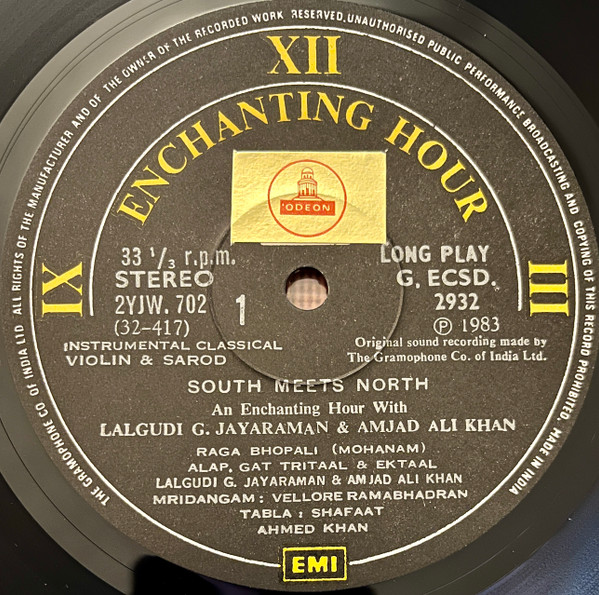 ALL RIGHTS OF THE MANUFACTURER AND OF THE OWNER OF THE RECORDED WORK RESERVED. UNAUTHORISED PUBLIC PERFORMANCE BROADCASTING AND COPYING OF THIS RECORD PROHIBITED. MADE IN INDIA
THE GRAMOPHONE CO OF INDIA LTD
XII
ENCHANTING HOUR
'ODEON
IX
III
33 1/3 r.p.m.
STEREO
2YJW. 702
(32-417)
1
LONG PLAY
G. ECSD.
2932
℗ 1983
INSTRUMENTAL CLASSICAL
VIOLIN & SAROD
Original sound recording made by
The Gramophone Co. of India Ltd.
SOUTH MEETS NORTH
An Enchanting Hour With
LALGUDI G. JAYARAMAN & AMJAD ALI KHAN
RAGA BHOPALI (MOHANAM)
ALAP, GAT TRITAAL & EKTAAL
LALGUDI G. JAYARAMAN & AMJAD ALI KHAN
MRIDANGAM : VELLORE RAMABHADRAN
TABLA : SHAFAAT
AHMED KHAN
EMI